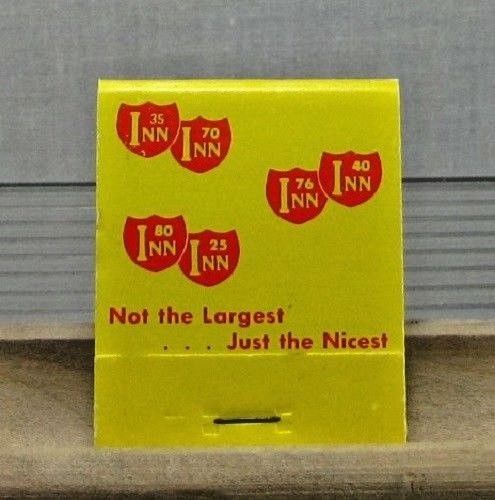 35
INN
70
INN
76
INN
40
INN
80
INN
25
INN
Not the Largest
. . . Just the Nicest